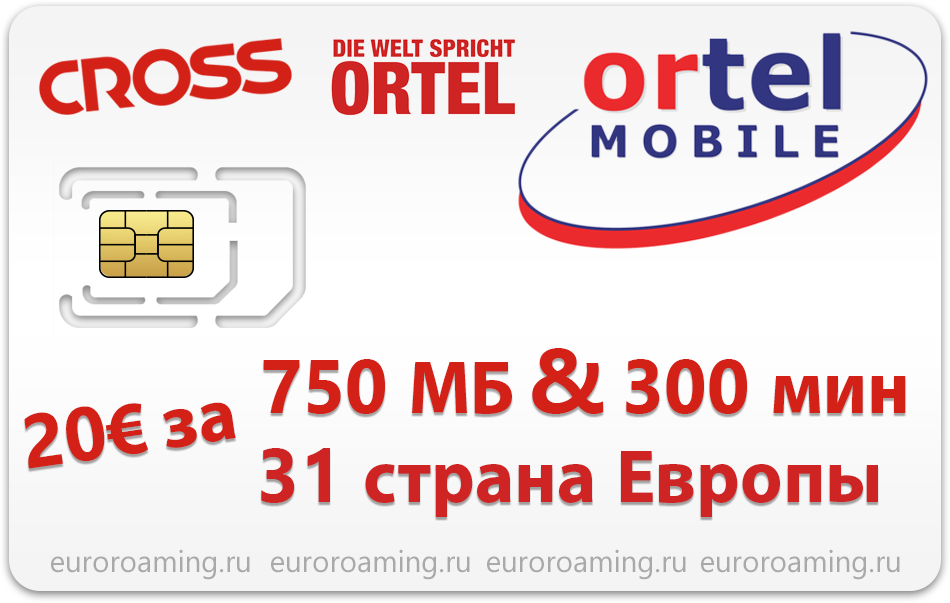 CROSS
DIE WELT SPRICHT
ORTEL
ortel
MOBILE
20€ за
750 МБ & 300 мин
31 страна Европы
euroroaming.ru euroroaming.ru euroroaming.ru euroroaming.ru